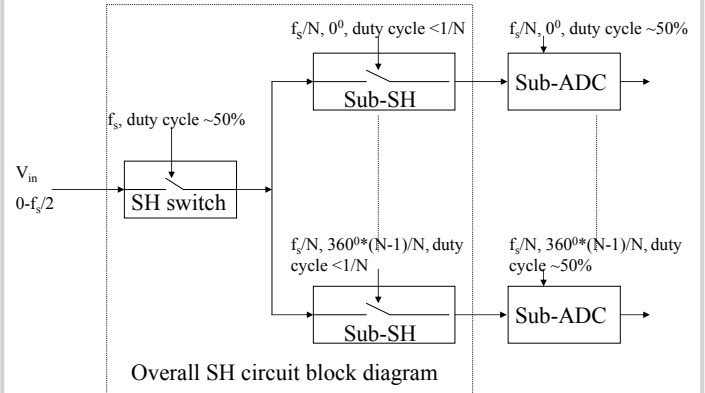 fs/N, 0⁰, duty cycle <1/N
fs/N, 0⁰, duty cycle ~50%
Sub-SH
Sub-ADC
fs, duty cycle ~50%
Vin
0-fs/2
SH switch
fs/N, 360⁰*(N-1)/N, duty
cycle <1/N
fs/N, 360⁰*(N-1)/N, duty
cycle ~50%
Sub-SH
Sub-ADC
Overall SH circuit block diagram